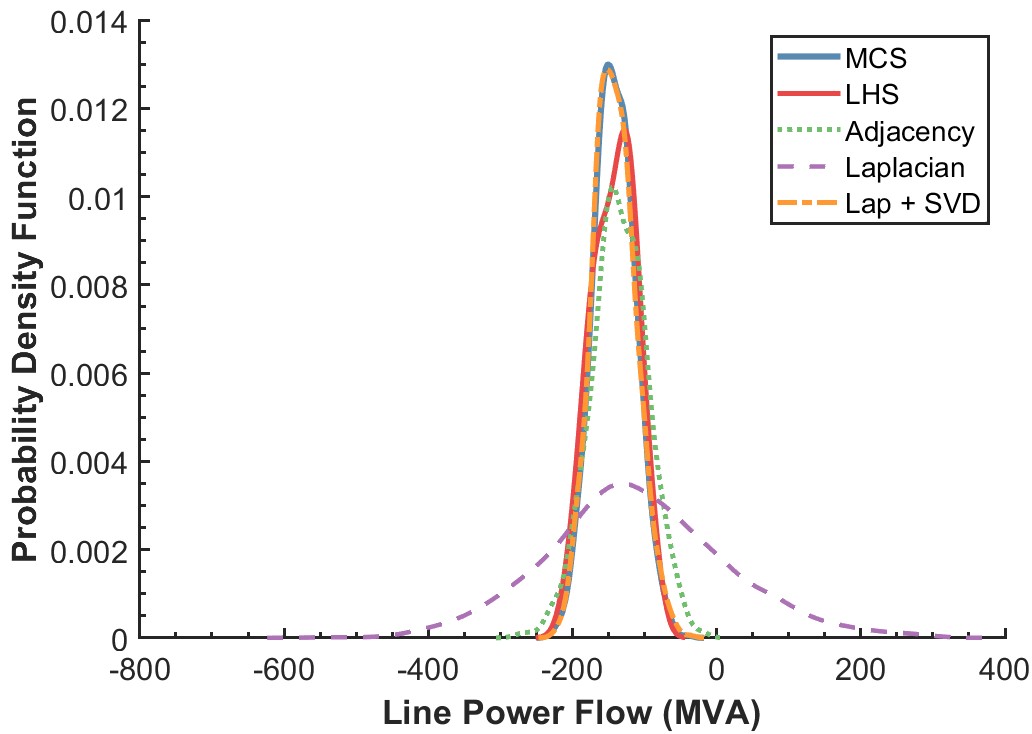 Probability Density Function
0.014
0.012
0.01
0.008
0.006
0.004
0.002
0
MCS
LHS
Adjacency
Laplacian
Lap + SVD
-800 -600 -400 -200 0 200 400
Line Power Flow (MVA)